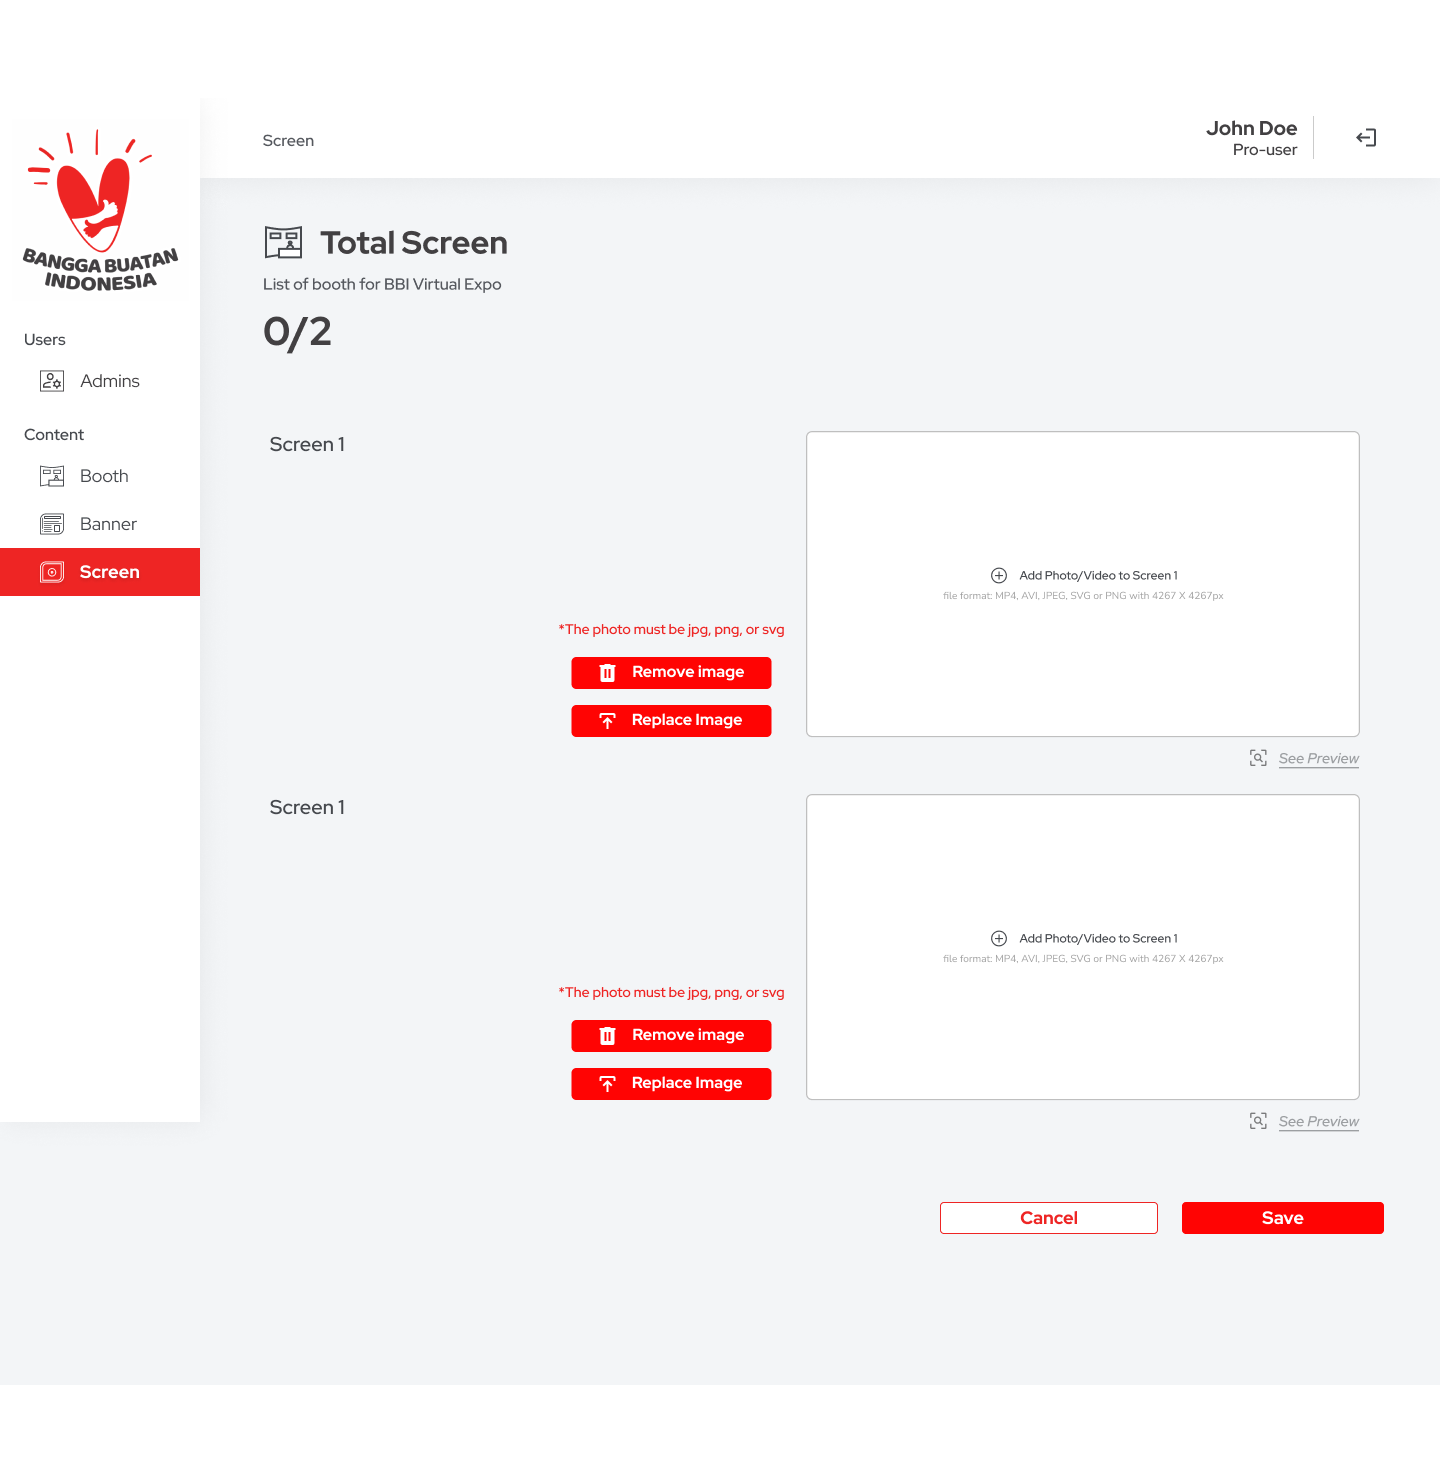 BANGGA BUATAN
INDONESIA
Users
Admins
Content
Booth
Banner
Screen
Screen
John Doe
Pro-user
Total Screen
List of booth for BBI Virtual Expo
0/2
Screen 1
*The photo must be jpg, png, or svg
Remove image
Replace Image
Add Photo/Video to Screen 1
file format: MP4, AVI, JPEG, SVG or PNG with 4267 X 4267px
See Preview
Screen 1
*The photo must be jpg, png, or svg
Remove image
Replace Image
Add Photo/Video to Screen 1
file format: MP4, AVI, JPEG, SVG or PNG with 4267 X 4267px
See Preview
Cancel
Save